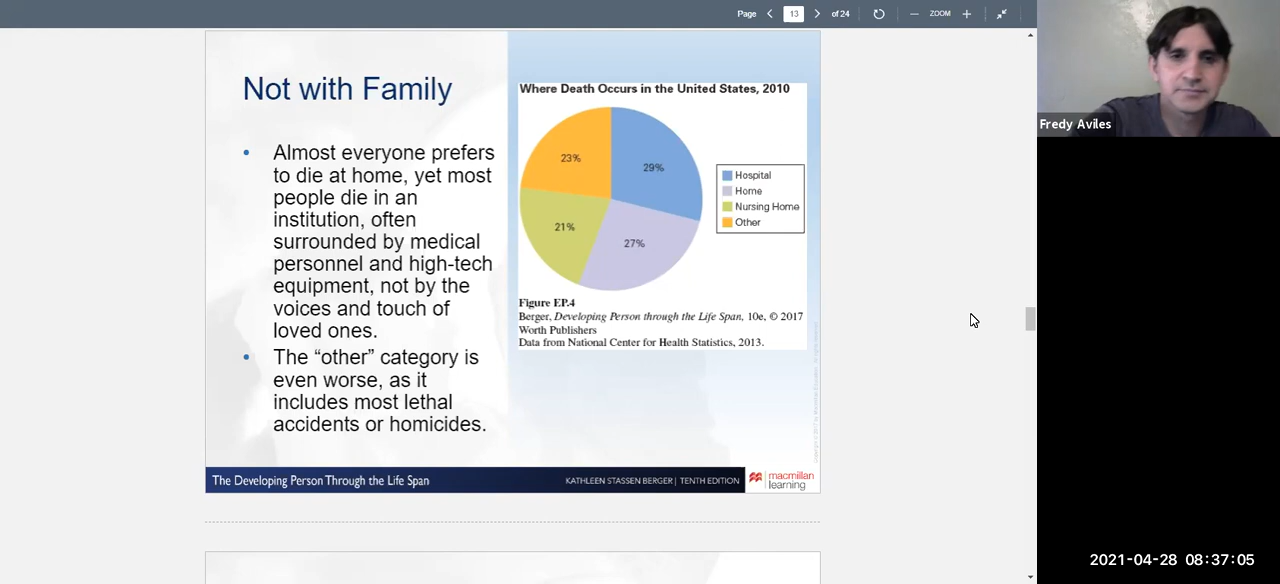 Page 13 of 24 ZOOM
Not with Family
• Almost everyone prefers
to die at home, yet most
people die in an
institution, often
surrounded by medical
personnel and high-tech
equipment, not by the
voices and touch of
loved ones.
• The “other” category is
even worse, as it
includes most lethal
accidents or homicides.
Where Death Occurs in the United States, 2010
23%
29%
21%
27%
Hospital
Home
Nursing Home
Other
Figure EP.4
Berger, Developing Person through the Life Span, 10e, © 2017
Worth Publishers
Data from National Center for Health Statistics, 2013.
The Developing Person Through the Life Span
KATHLEEN STASSEN BERGER | TENTH EDITION
macmillan
learning
Fredy Aviles
2021-04-28 08:37:05